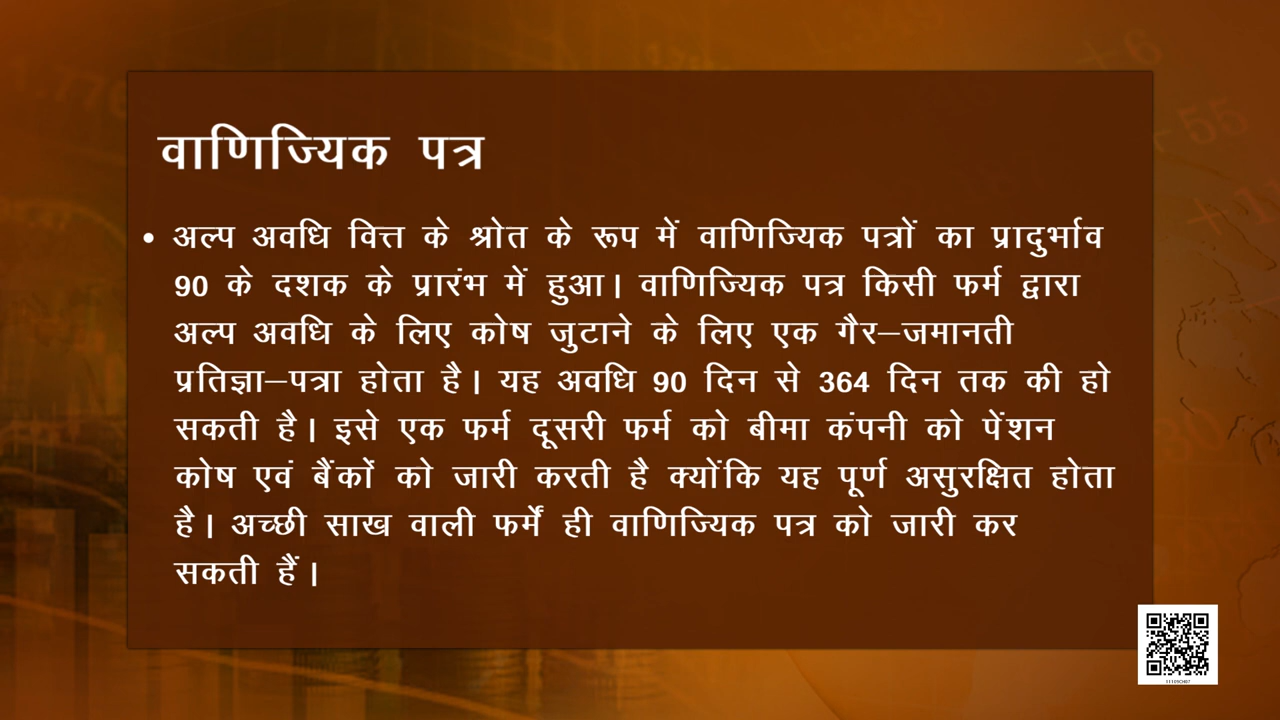 वाणिज्यिक पत्र
• अल्प अवधि वित्त के श्रोत के रूप में वाणिज्यिक पत्रों का प्रादुर्भाव
90 के दशक के प्रारंभ में हुआ। वाणिज्यिक पत्र किसी फर्म द्वारा
अल्प अवधि के लिए कोष जुटाने के लिए एक गैर–जमानती
प्रतिज्ञा–पत्रा होता है। यह अवधि 90 दिन से 364 दिन तक की हो
सकती है। इसे एक फर्म दूसरी फर्म को बीमा कंपनी को पेंशन
कोष एवं बैंकों को जारी करती है क्योंकि यह पूर्ण असुरक्षित होता
है। अच्छी साख वाली फर्में ही वाणिज्यिक पत्र को जारी कर
सकती हैं।